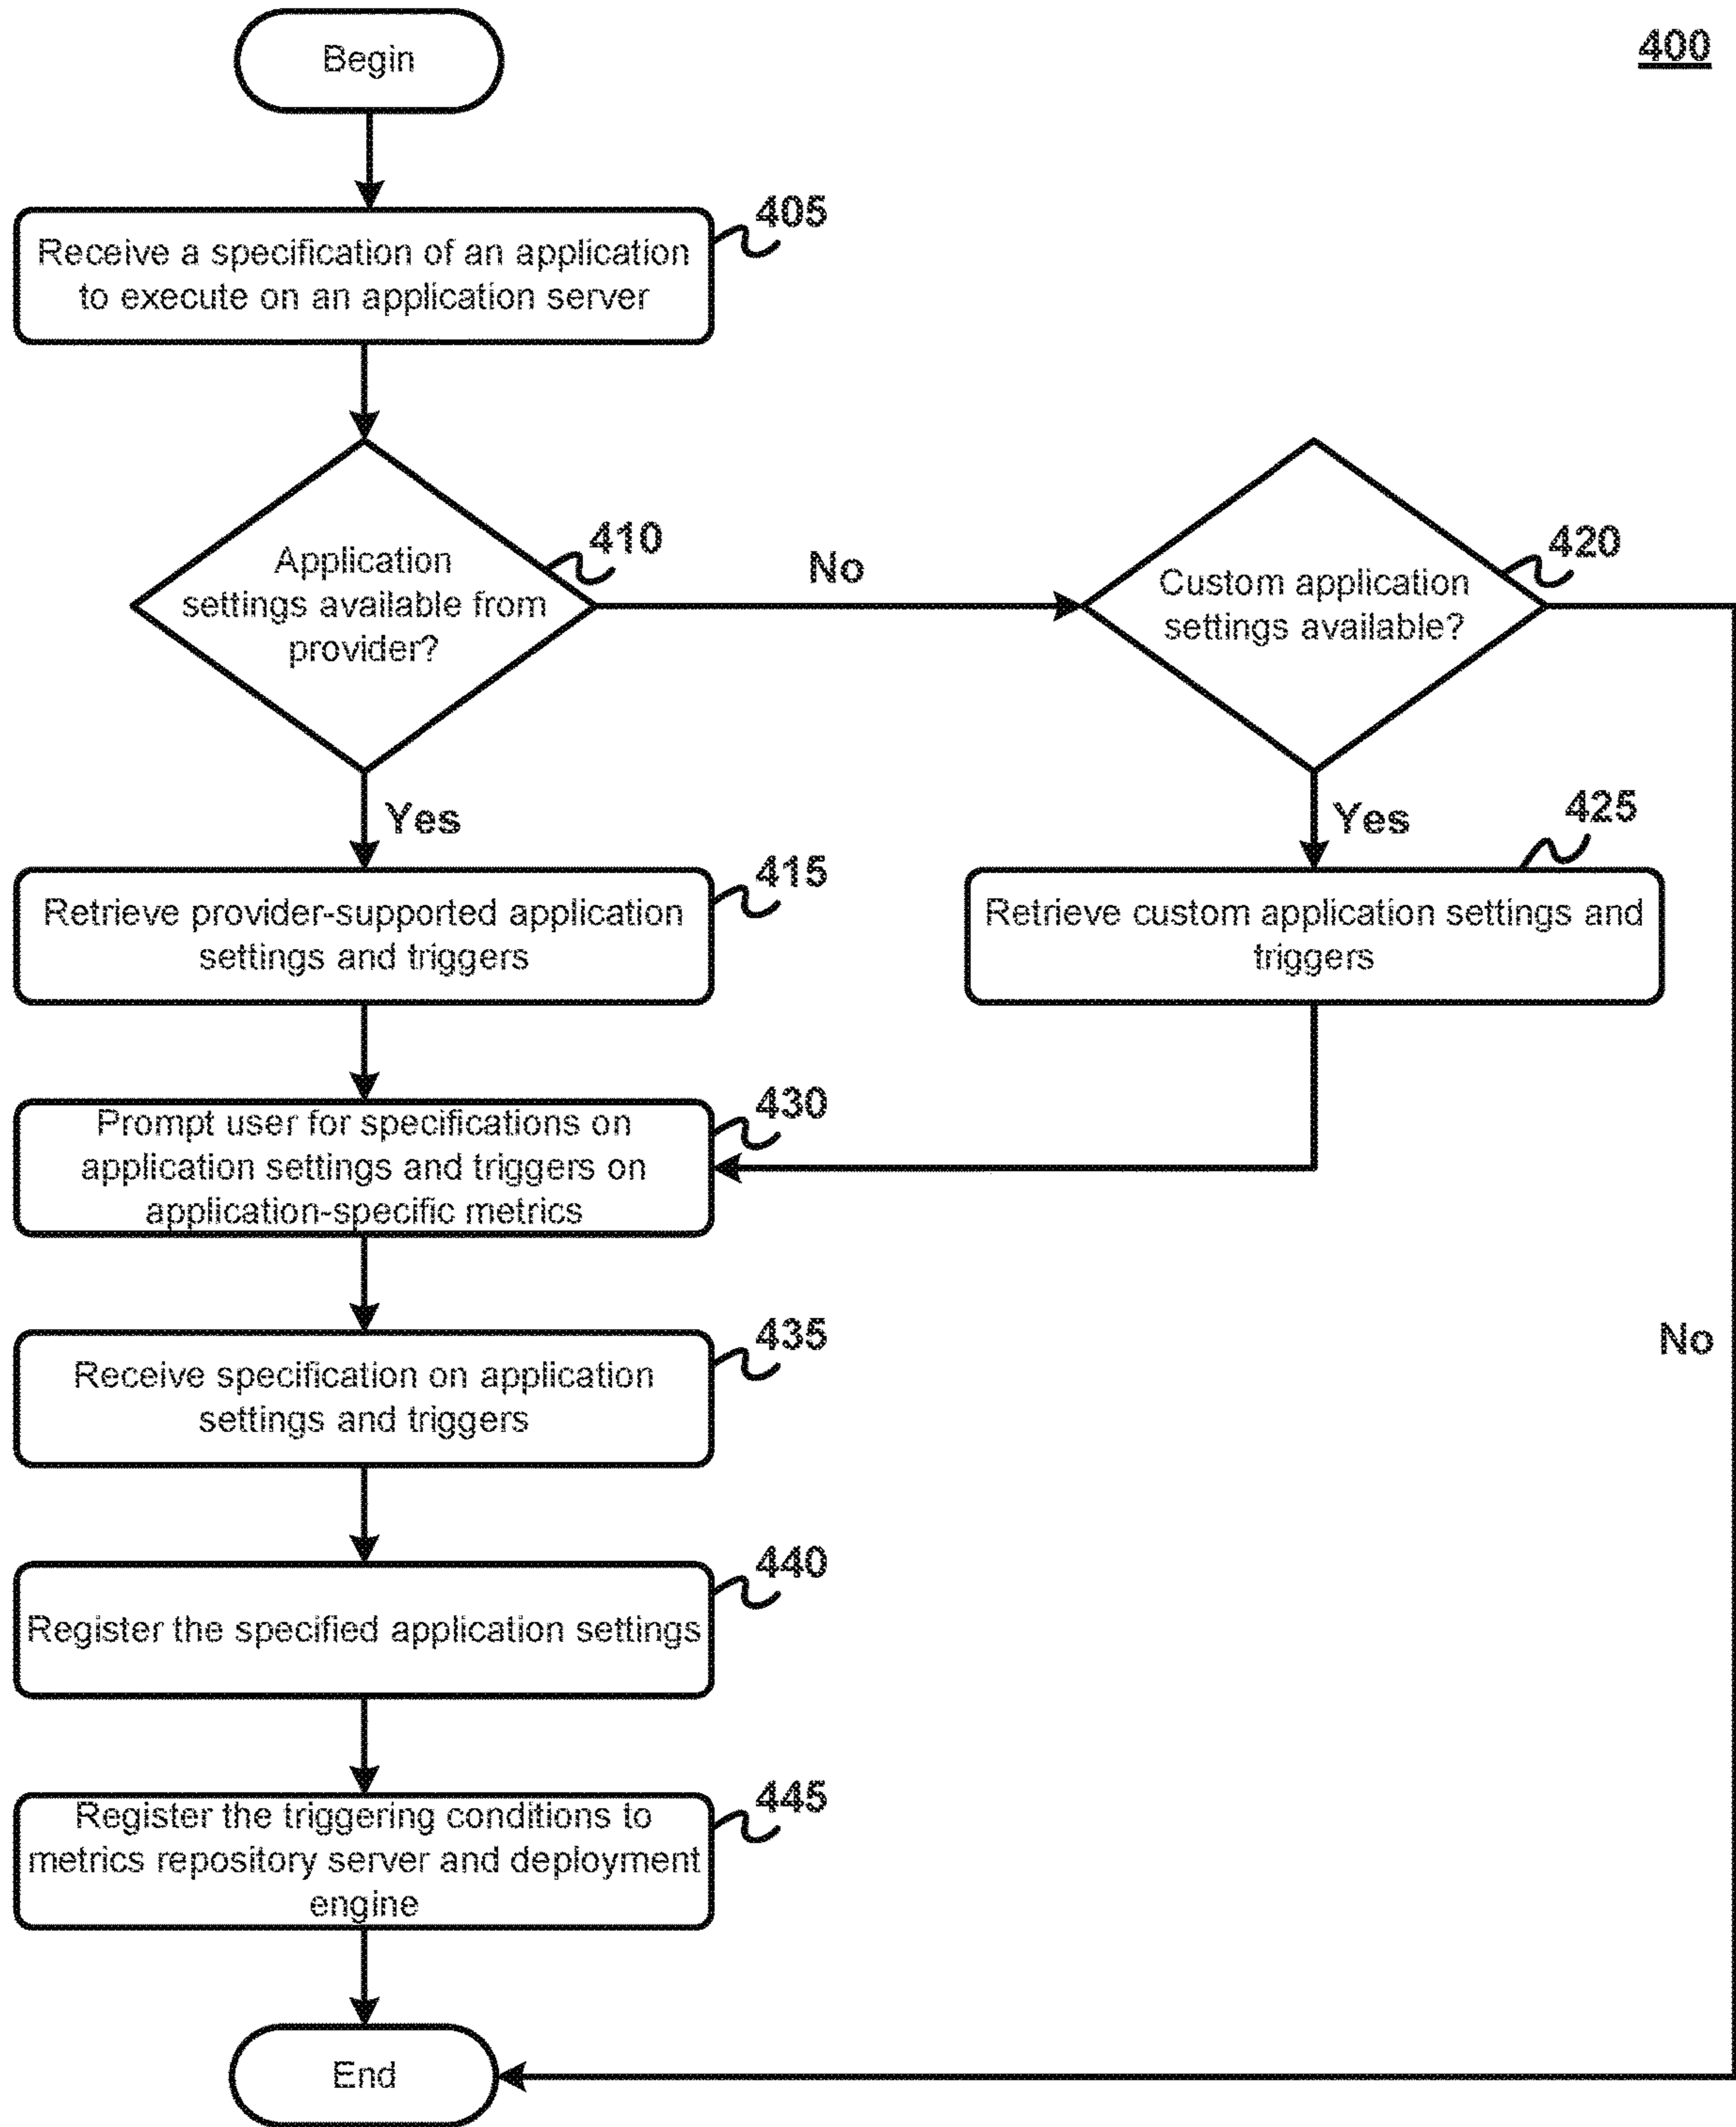 400
Begin
405
Receive a specification of an application
to execute on an application server
410
Application
settings available from
provider?
No
420
Custom application
settings available?
Yes
Yes
415
Retrieve provider-supported application
settings and triggers
425
Retrieve custom application settings and
triggers
430
Prompt user for specifications on
application settings and triggers on
application-specific metrics
435
Receive specification on application
settings and triggers
No
440
Register the specified application settings
445
Register the triggering conditions to
metrics repository server and deployment
engine
End